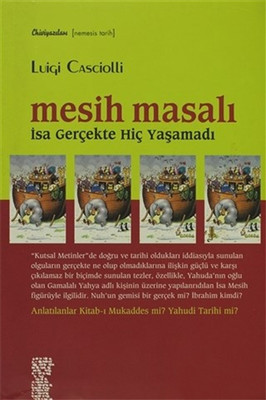 Chiviyazıları [nemesis tarih]
Luigi Casciolli
mesih masalı
İsa Gerçekte Hiç Yaşamadı
"Kutsal Metinler"de doğru ve tarihi oldukları iddiasıyla sunulan
olguların gerçekte ne olup olmadıklarına ilişkin güçlü ve karşı
çıkılamaz bir biçimde sunulan tezler, özellikle, Yahuda'nın oğlu
olan Gamalalı Yahya adlı kişinin üzerine yapılandırılan İsa Mesih
figürüyle ilgilidir. Nuh'un gemisi bir gerçek mi? İbrahim kimdi?
Anlatılanlar Kitab-ı Mukaddes mi? Yahudi Tarihi mi?